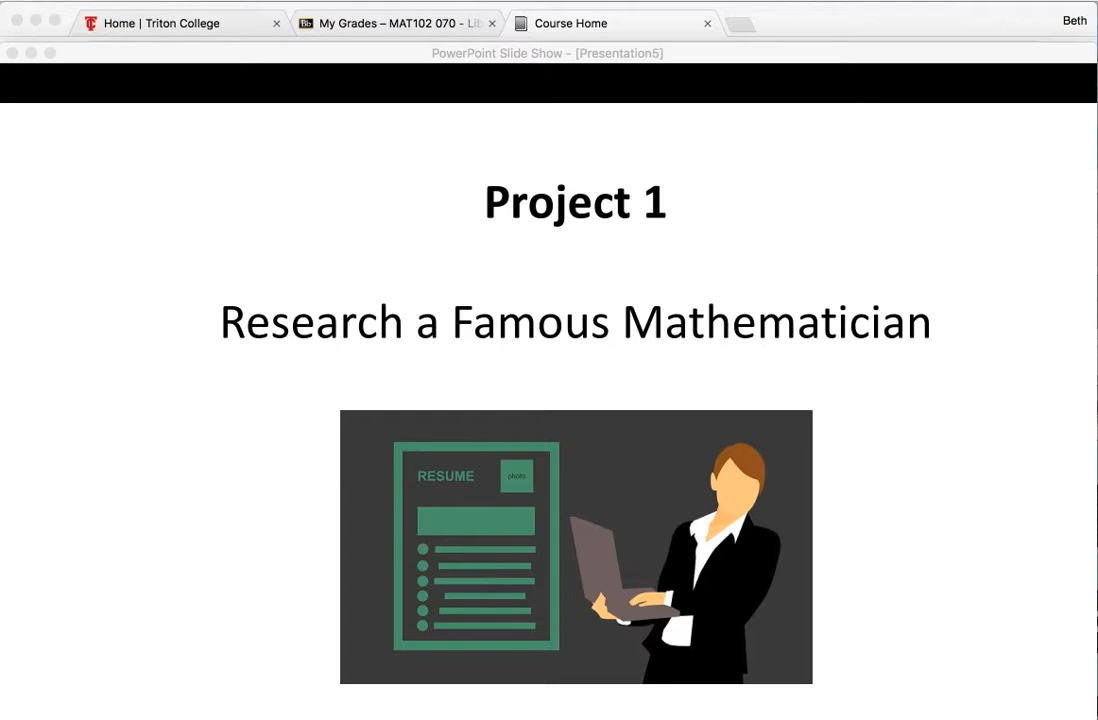 Home | Triton College
My Grades – MAT102 070 - Lib
Course Home
Beth
PowerPoint Slide Show - [Presentation5]
Project 1
Research a Famous Mathematician
RESUME
photo